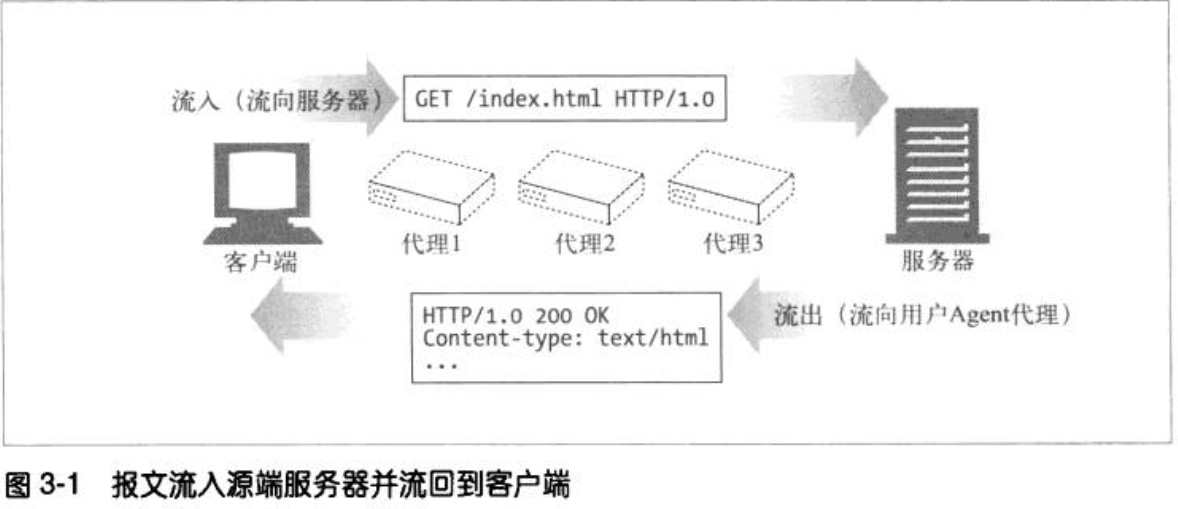 流入（流向服务器）
GET /index.html HTTP/1.0
代理1
代理2
代理3
客户端
服务器
HTTP/1.0 200 OK
Content-type: text/html
...
流出（流向用户Agent代理）
图 3-1 报文流入源端服务器并流回到客户端